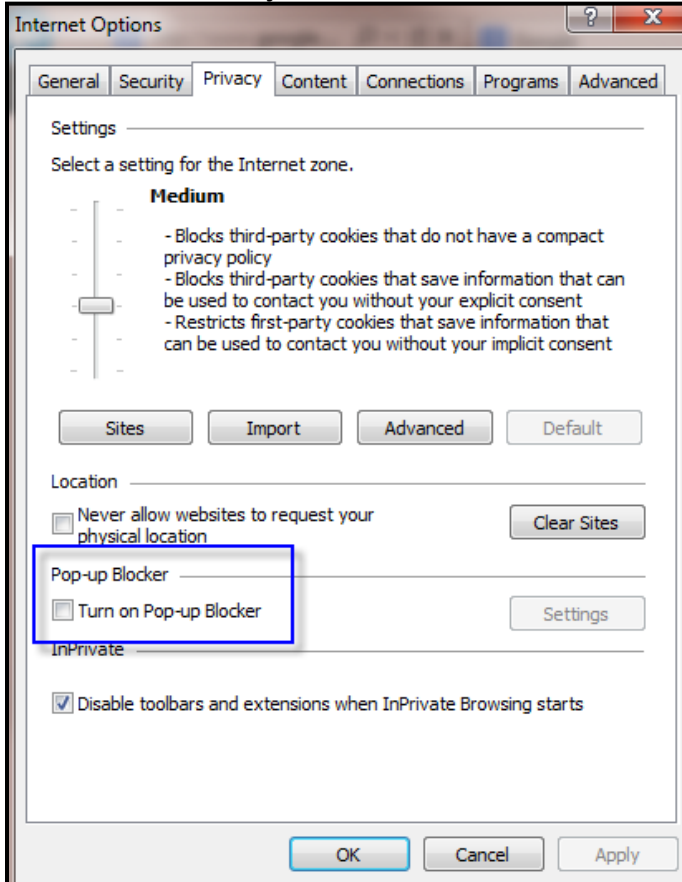 Internet Options
? X
General Security Privacy Content Connections Programs Advanced
Settings
Select a setting for the Internet zone.
Medium
- Blocks third-party cookies that do not have a compact
privacy policy
- Blocks third-party cookies that save information that can
be used to contact you without your explicit consent
- Restricts first-party cookies that save information that
can be used to contact you without your implicit consent
Sites Import Advanced Default
Location
Never allow websites to request your
physical location
Clear Sites
Pop-up Blocker
Turn on Pop-up Blocker
Settings
InPrivate
Disable toolbars and extensions when InPrivate Browsing starts
OK Cancel Apply